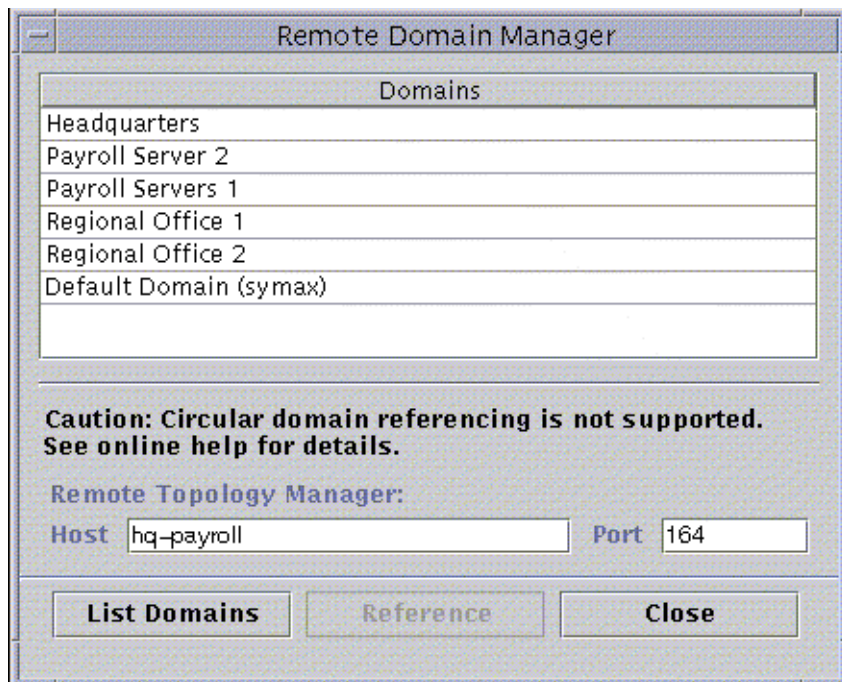 Remote Domain Manager
Domains
Headquarters
Payroll Server 2
Payroll Servers 1
Regional Office 1
Regional Office 2
Default Domain (symax)
Caution: Circular domain referencing is not supported.
See online help for details.
Remote Topology Manager:
Host hq-payroll Port 164
List Domains Reference Close